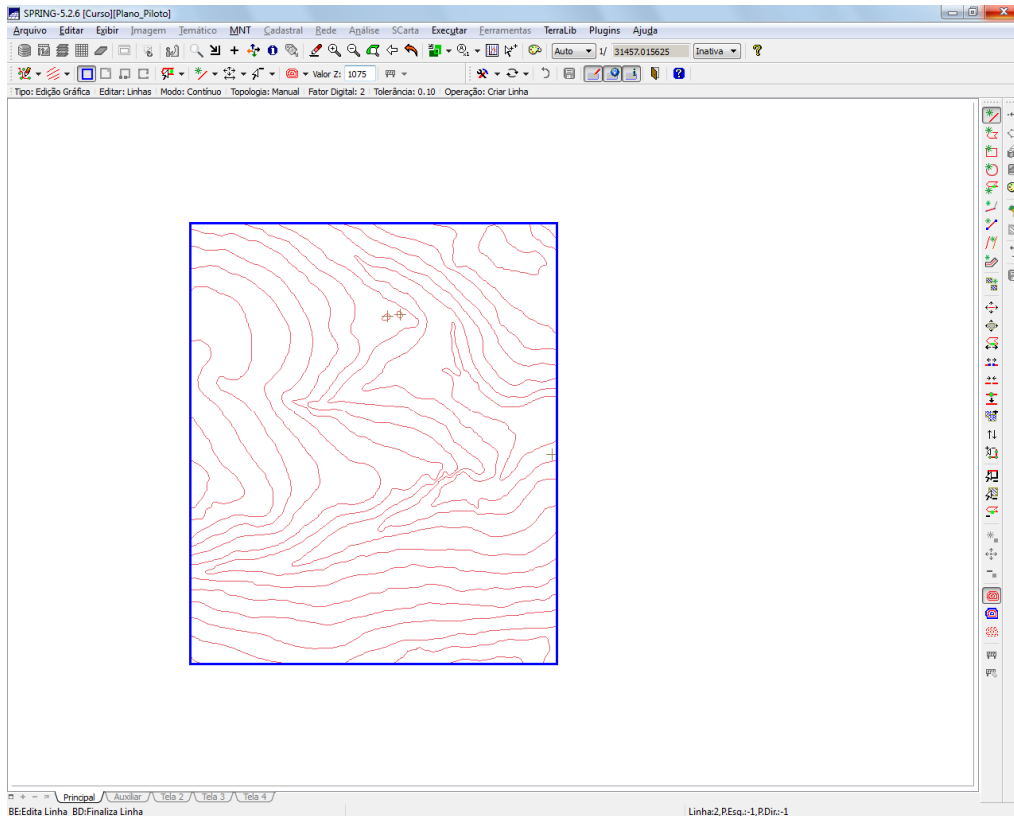 SPRING-5.2.6 [Curso][Plano_Piloto]
Arquivo Editar Exibir Imagem Temático MNT Cadastral Rede Análise SCarta Executar Ferramentas TerraLib Plugins Ajuda
Auto 1/ 31457.015625 Inativa
Valor Z: 1075
Tipo: Edição Gráfica Editar: Linhas Modo: Contínuo Topologia: Manual Fator Digital: 2 Tolerância: 0.10 Operação: Criar Linha
Principal Auxiliar Tela 2 Tela 3 Tela 4
BE:Edita Linha BD:Finaliza Linha Linha:2,P.Esq.:-1,P.Dir.:-1